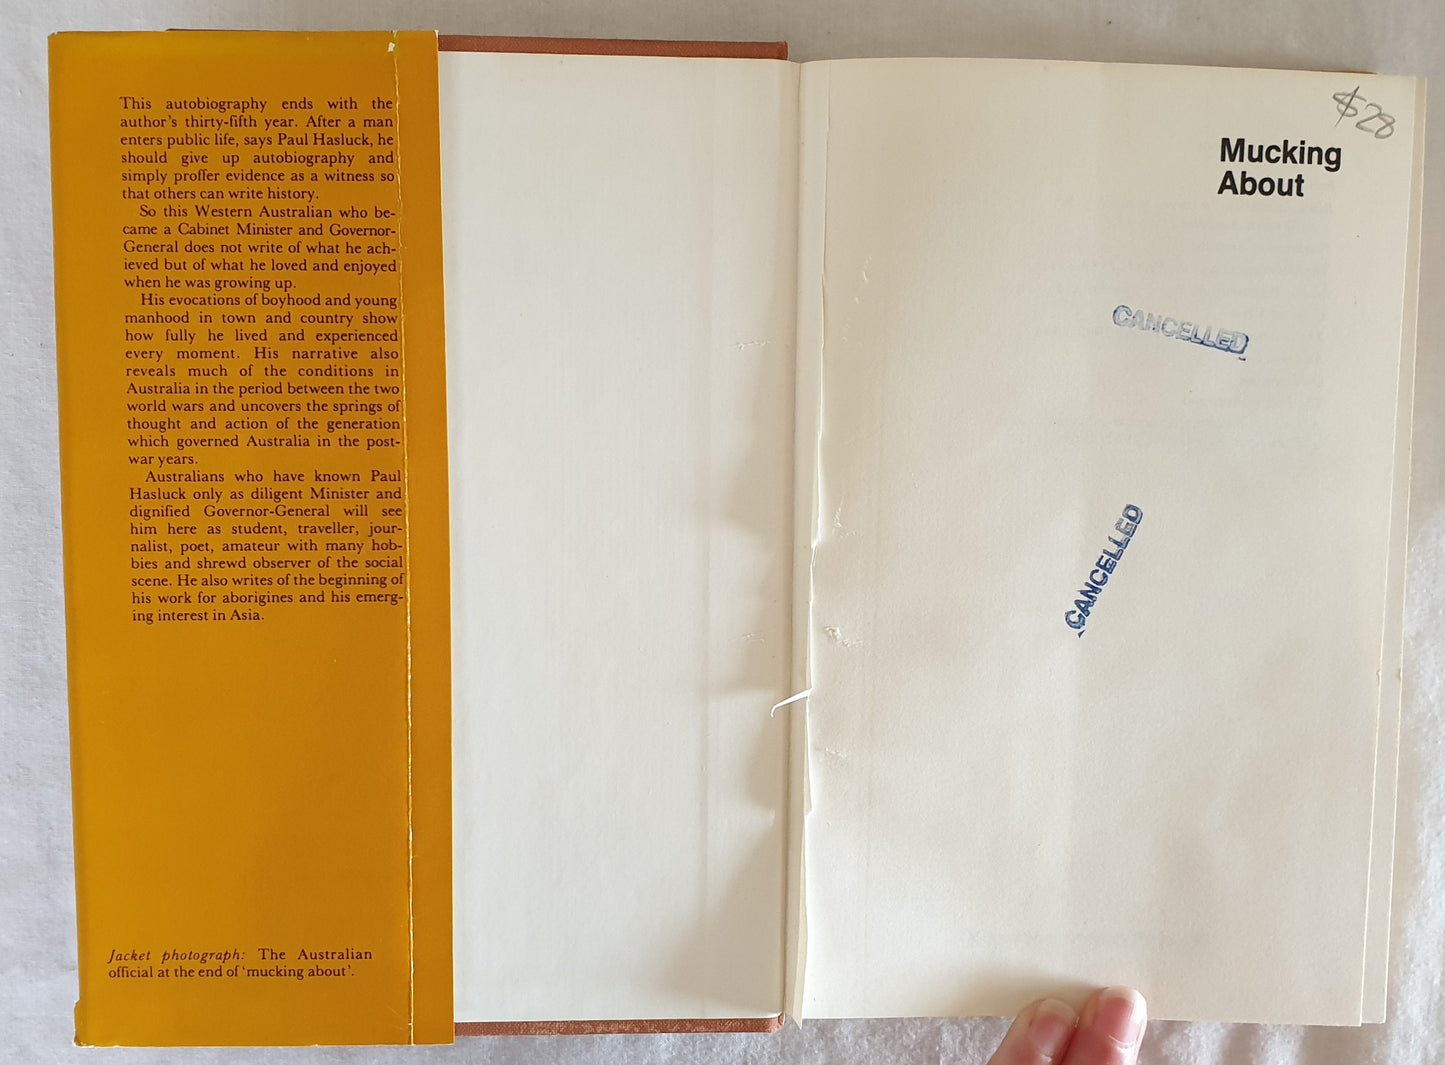 This autobiography ends with the
author's thirty-fifth year. After a man
enters public life, says Paul Hasluck, he
should give up autobiography and
simply proffer evidence as a witness so
that others can write history.
So this Western Australian who be-
came a Cabinet Minister and Governor-
General does not write of what he ach-
ieved but of what he loved and enjoyed
when he was growing up.
His evocations of boyhood and young
manhood in town and country show
how fully he lived and experienced
every moment. His narrative also
reveals much of the conditions in
Australia in the period between the two
world wars and uncovers the springs of
thought and action of the generation
which governed Australia in the post-
war years.
Australians who have known Paul
Hasluck only as diligent Minister and
dignified Governor-General will see
him here as student, traveller, jour-
nalist, poet, amateur with many hob-
bies and shrewd observer of the social
scene. He also writes of the beginning of
his work for aborigines and his emerg-
ing interest in Asia.
Jacket photograph: The Australian
official at the end of 'mucking about'.
$28
Mucking
About
CANCELLED
CANCELLED